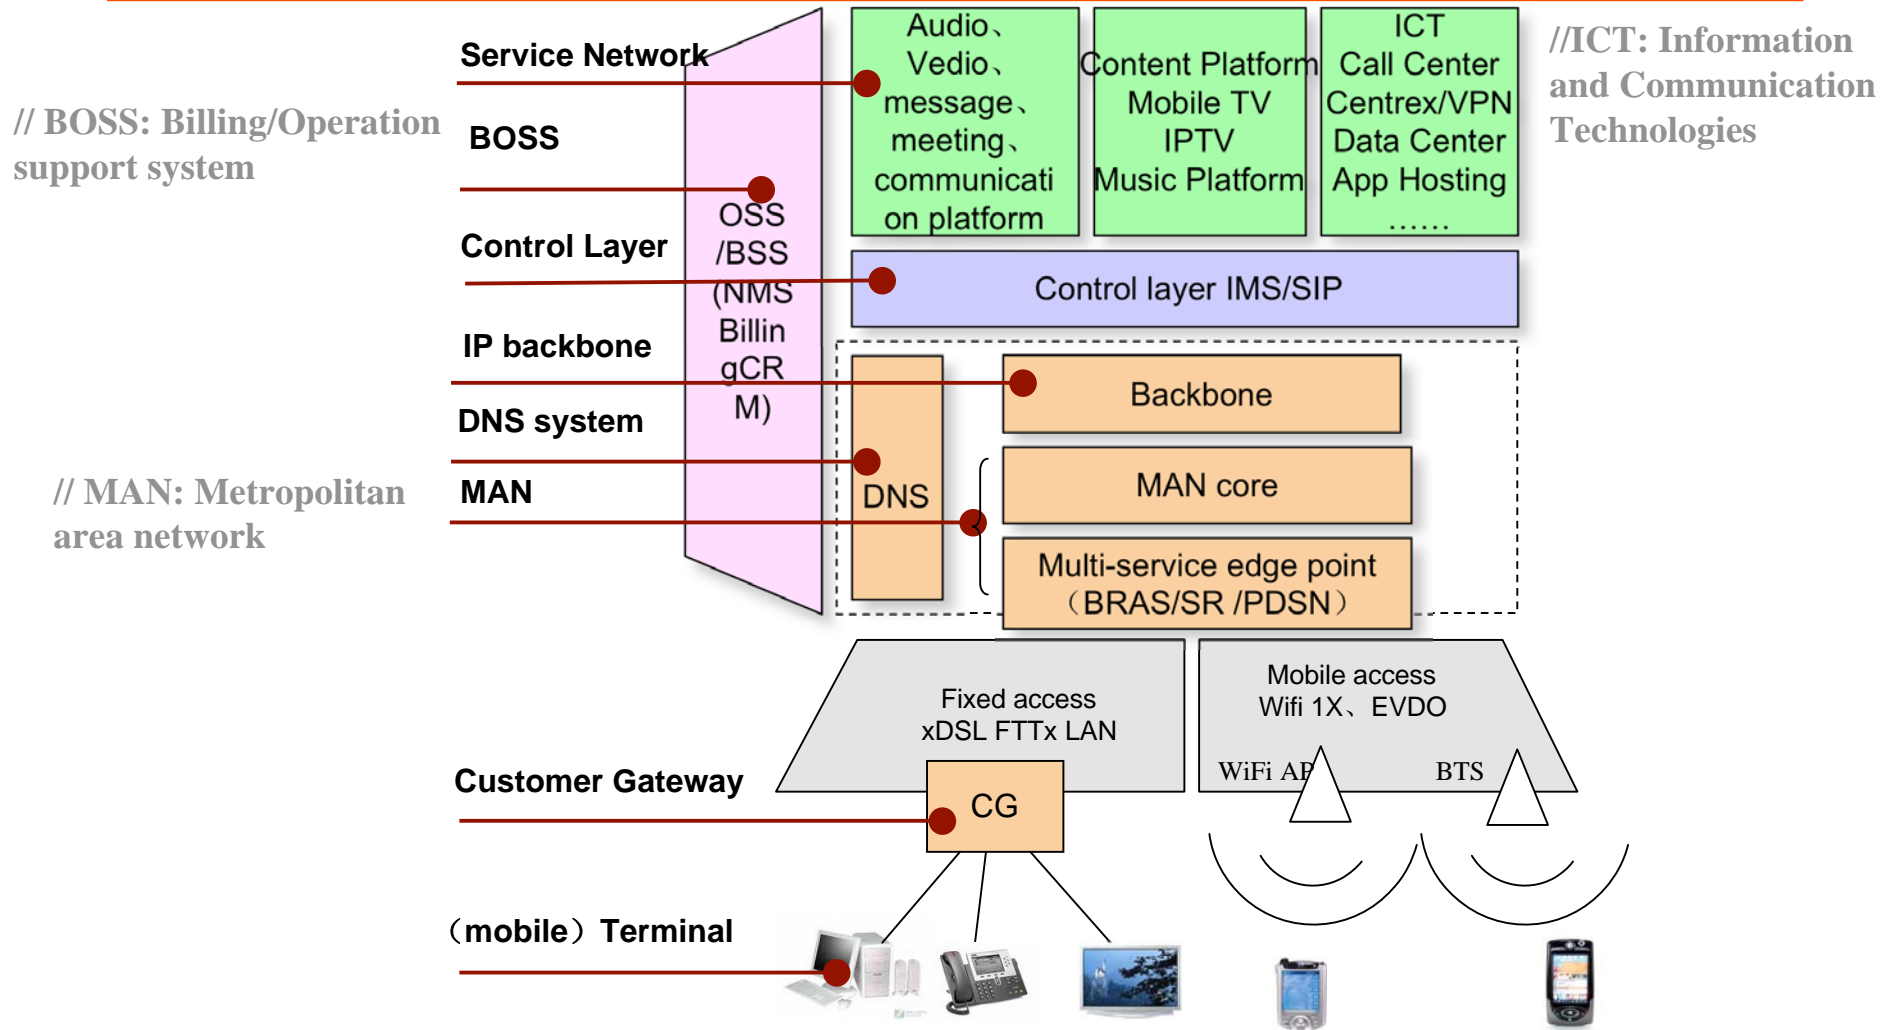 Service Network
// BOSS: Billing/Operation
support system
BOSS
Control Layer
IP backbone
DNS system
// MAN: Metropolitan
area network
MAN
Customer Gateway
（mobile）Terminal
OSS
/BSS
(NMS
Billin
gCR
M)
Audio、
Vedio、
message、
meeting、
communicati
on platform
Content Platform
Mobile TV
IPTV
Music Platform
ICT
Call Center
Centrex/VPN
Data Center
App Hosting
……
//ICT: Information
and Communication
Technologies
Control layer IMS/SIP
DNS
Backbone
MAN core
Multi-service edge point
（BRAS/SR /PDSN）
Fixed access
xDSL FTTx LAN
Mobile access
Wifi 1X、EVDO
WiFi AP
BTS
CG